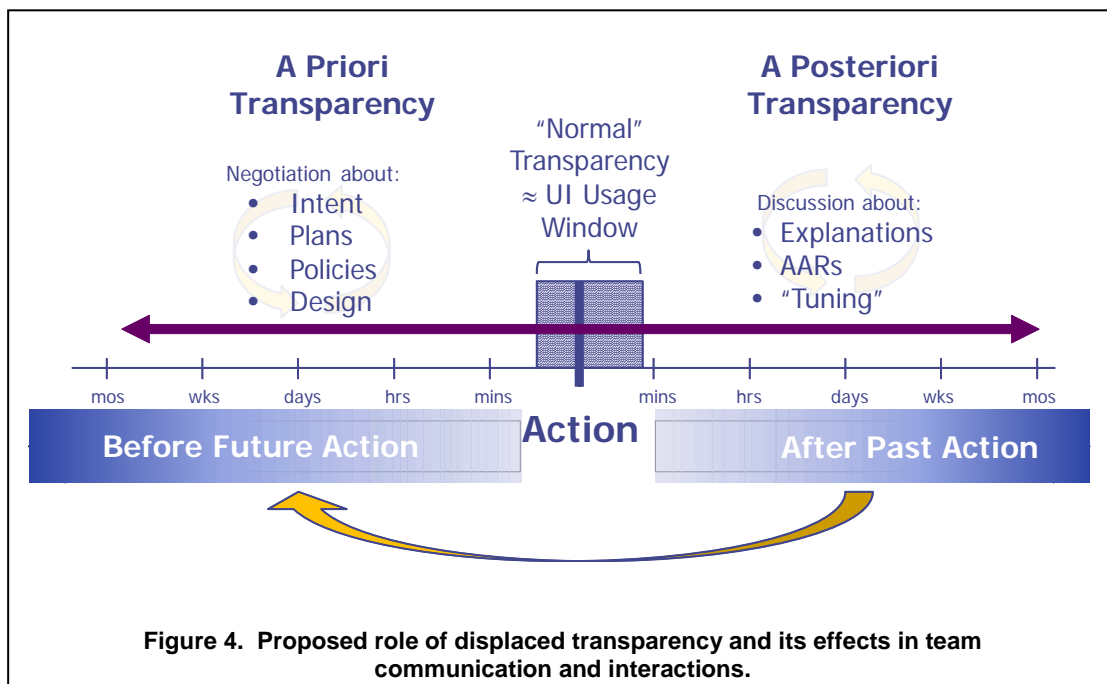 A Priori
Transparency
Negotiation about:
• Intent
• Plans
• Policies
• Design
“Normal”
Transparency
≈ UI Usage
Window
A Posteriori
Transparency
Discussion about:
• Explanations
• AARs
• “Tuning”
mos wks days hrs mins mins hrs days wks mos
Before Future Action
Action
After Past Action
Figure 4. Proposed role of displaced transparency and its effects in team
communication and interactions.